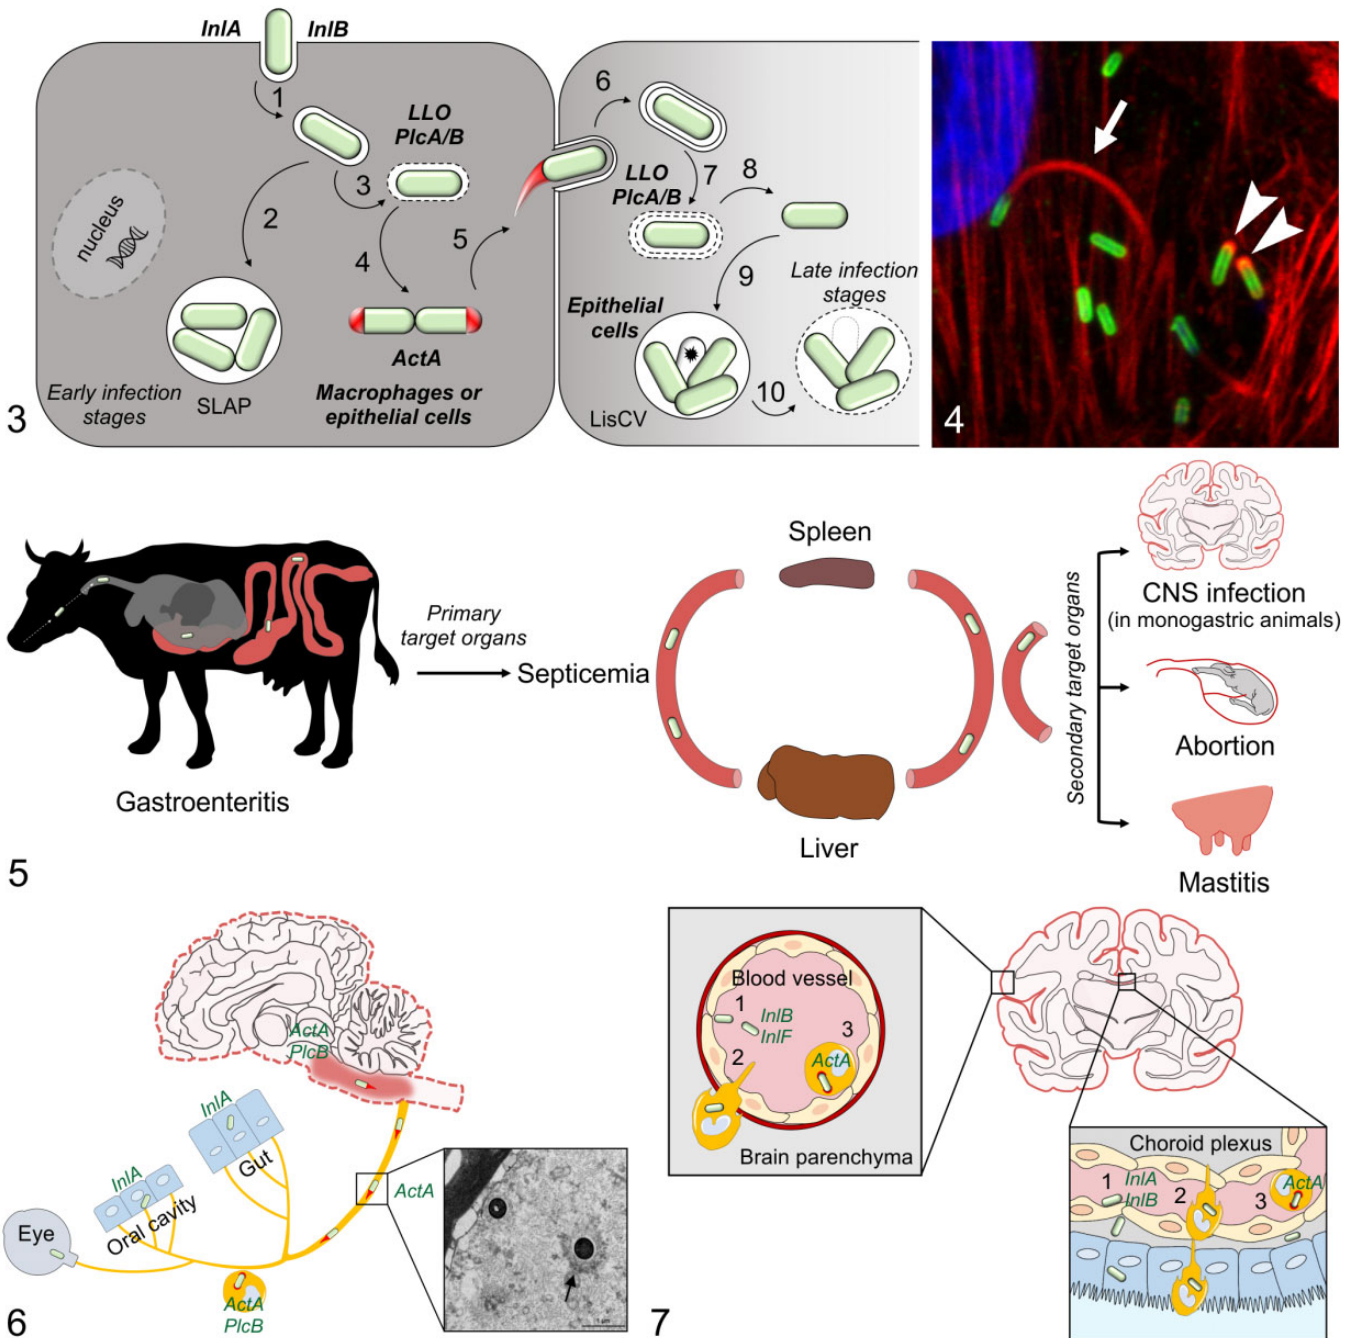 InlA InlB
1
LLO
PlcA/B
2
3
4
5
nucleus
ActA
Early infection
stages
SLAP
Macrophages or
epithelial cells
3
6
7
8
LLO
PlcA/B
9
Late infection
stages
Epithelial
cells
10
LisCV
4
Primary
target organs
Septicemia
Gastroenteritis
Spleen
Liver
Secondary target organs
CNS infection
(in monogastric animals)
Abortion
Mastitis
5
ActA
PlcB
InlA
Gut
InlA
Oral cavity
Eye
ActA
ActA
PlcB
1 µm
6
Blood vessel
1
InlB
InlF
2
3
ActA
Brain parenchyma
Choroid plexus
1
InlA
InlB
2
3
ActA
7